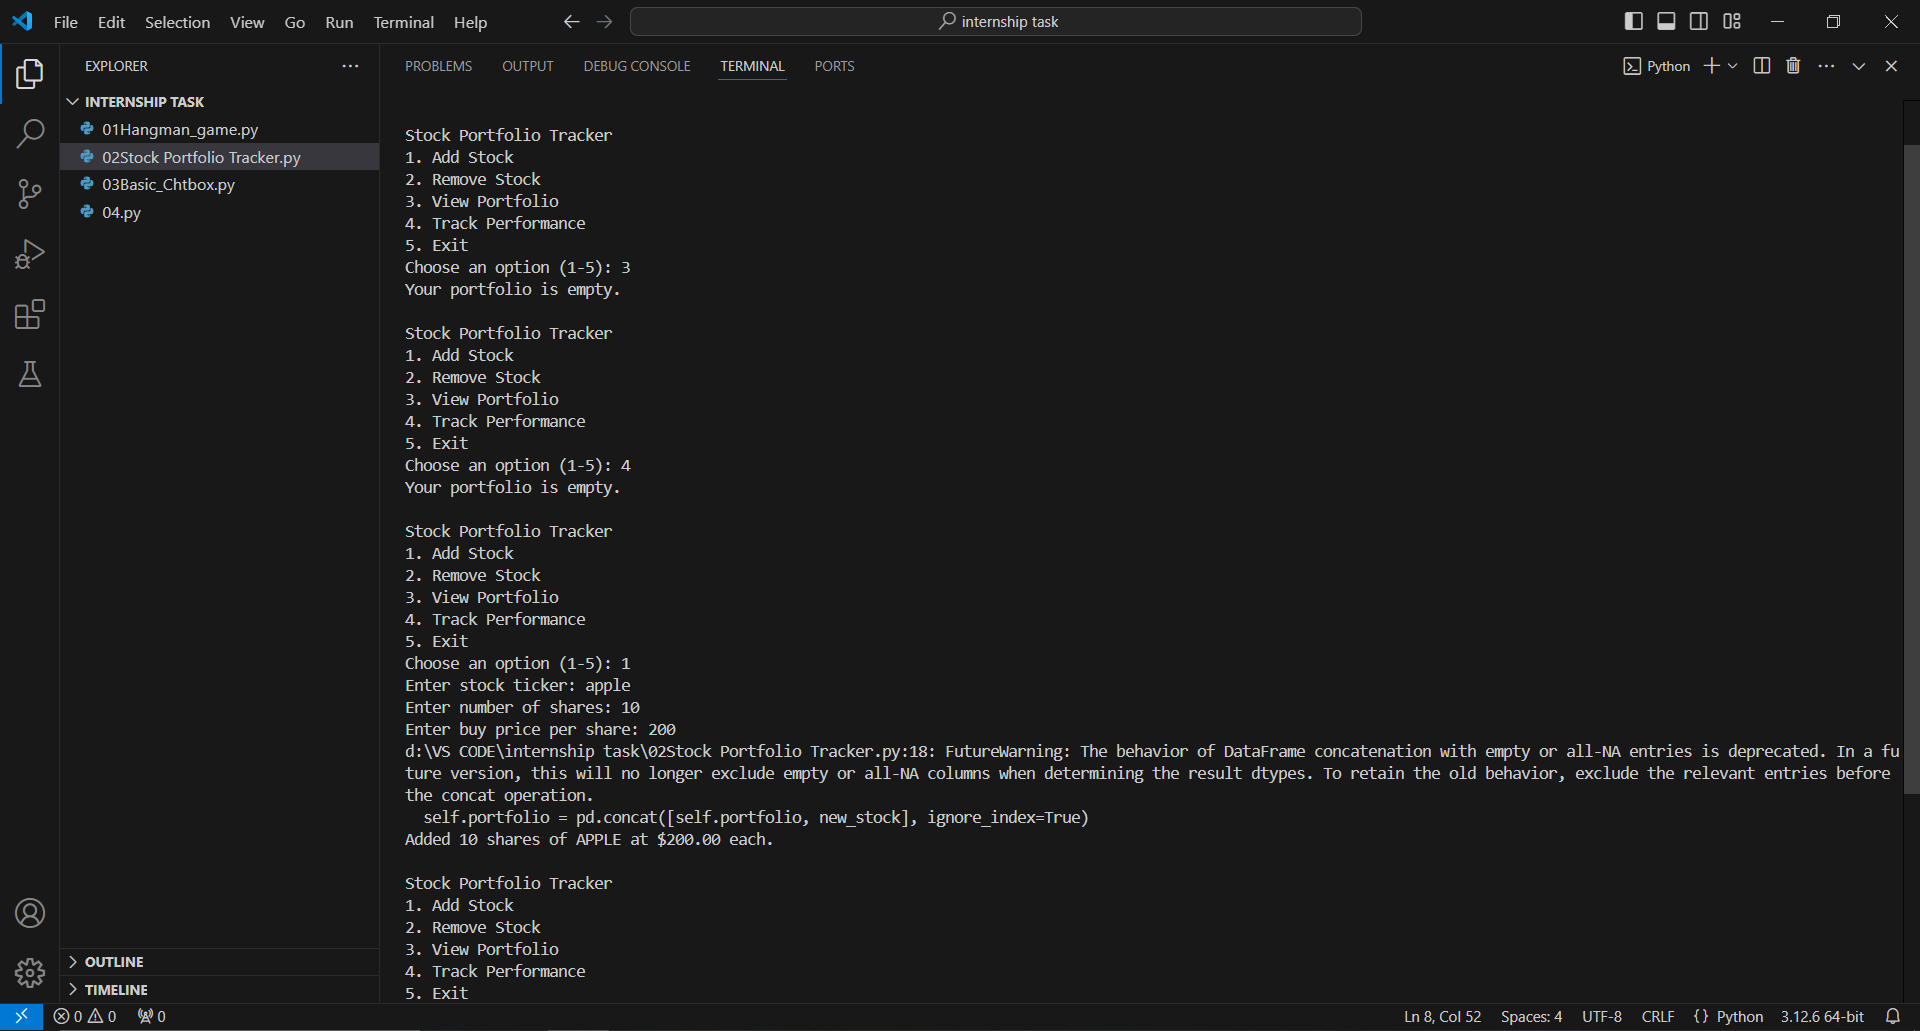 File Edit Selection View Go Run Terminal Help internship task
EXPLORER
INTERNSHIP TASK
01Hangman_game.py
02Stock Portfolio Tracker.py
03Basic_Chtbox.py
04.py
OUTLINE
TIMELINE
PROBLEMS OUTPUT DEBUG CONSOLE TERMINAL PORTS Python
Stock Portfolio Tracker
1. Add Stock
2. Remove Stock
3. View Portfolio
4. Track Performance
5. Exit
Choose an option (1-5): 3
Your portfolio is empty.
Stock Portfolio Tracker
1. Add Stock
2. Remove Stock
3. View Portfolio
4. Track Performance
5. Exit
Choose an option (1-5): 4
Your portfolio is empty.
Stock Portfolio Tracker
1. Add Stock
2. Remove Stock
3. View Portfolio
4. Track Performance
5. Exit
Choose an option (1-5): 1
Enter stock ticker: apple
Enter number of shares: 10
Enter buy price per share: 200
d:\VS CODE\internship task\02Stock Portfolio Tracker.py:18: FutureWarning: The behavior of DataFrame concatenation with empty or all-NA entries is deprecated. In a fu
ture version, this will no longer exclude empty or all-NA columns when determining the result dtypes. To retain the old behavior, exclude the relevant entries before
the concat operation.
self.portfolio = pd.concat([self.portfolio, new_stock], ignore_index=True)
Added 10 shares of APPLE at $200.00 each.
Stock Portfolio Tracker
1. Add Stock
2. Remove Stock
3. View Portfolio
4. Track Performance
5. Exit
0 0 0 Ln 8, Col 52 Spaces: 4 UTF-8 CRLF {} Python 3.12.6 64-bit